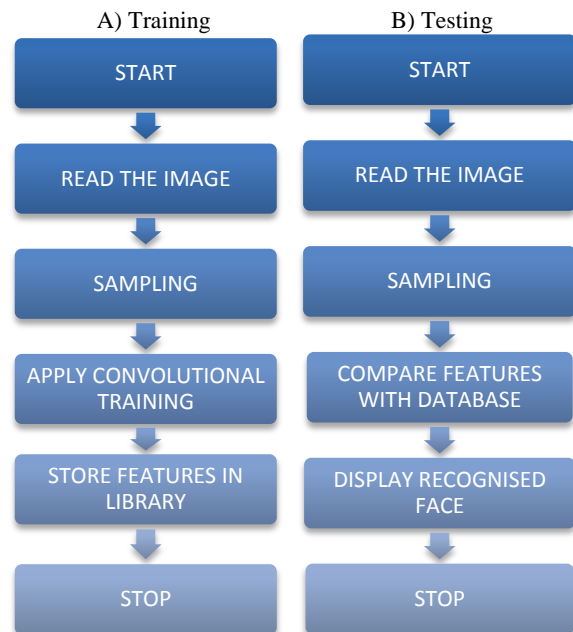 A) Training
START
READ THE IMAGE
SAMPLING
APPLY CONVOLUTIONAL
TRAINING
STORE FEATURES IN
LIBRARY
STOP
B) Testing
START
READ THE IMAGE
SAMPLING
COMPARE FEATURES
WITH DATABASE
DISPLAY RECOGNISED
FACE
STOP